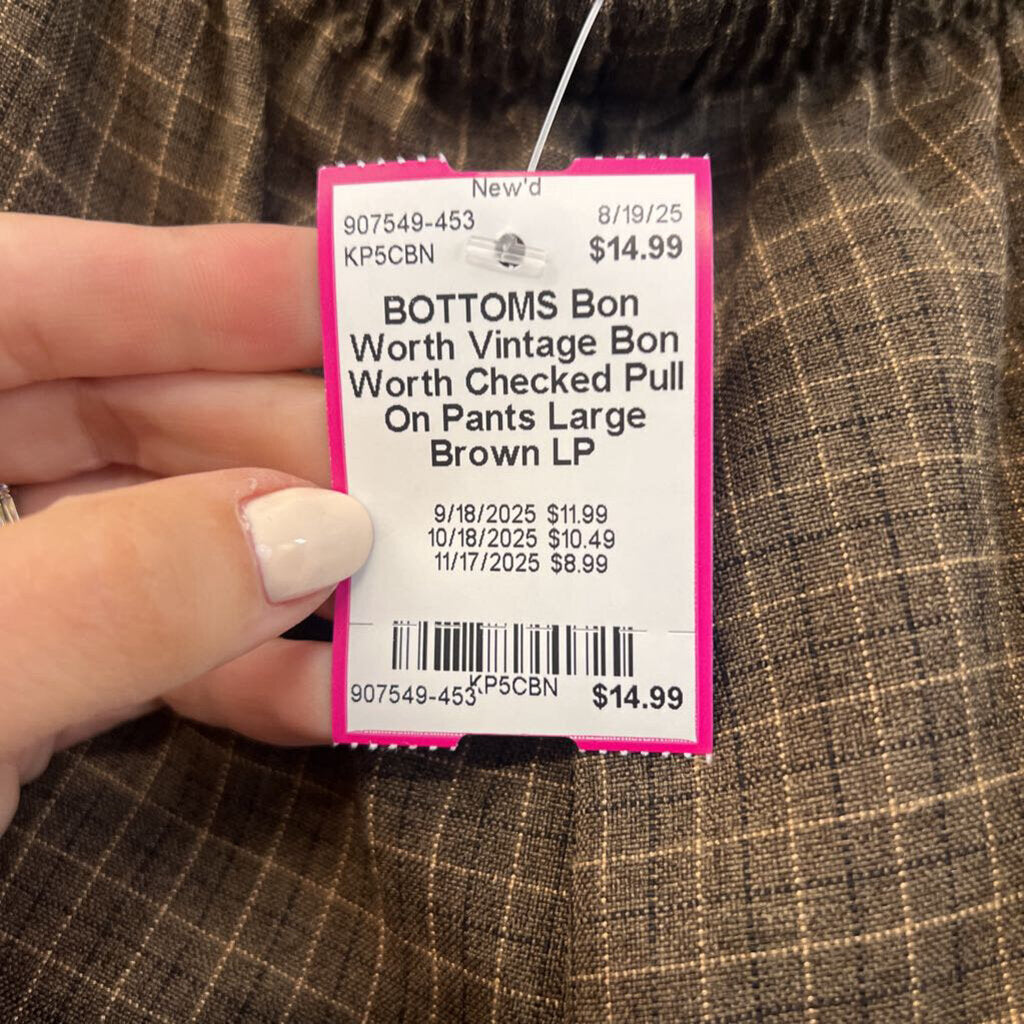 New'd
907549-453 8/19/25
KP5CBN $14.99
BOTTOMS Bon
Worth Vintage Bon
Worth Checked Pull
On Pants Large
Brown LP
9/18/2025 $11.99
10/18/2025 $10.49
11/17/2025 $8.99
907549-453 KP5CBN $14.99